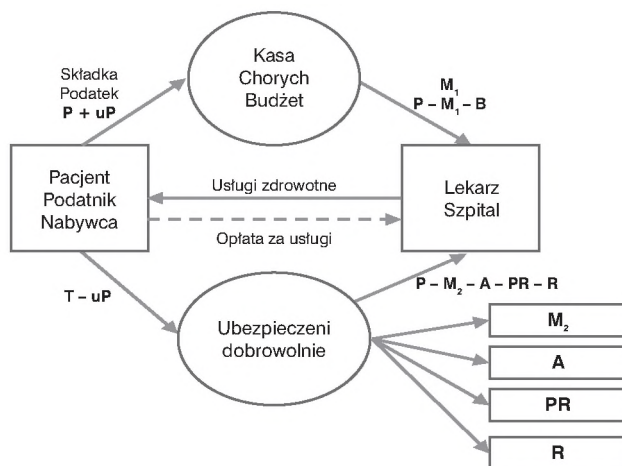 Składka
Podatek
P + uP
Kasa
Chorych
Budżet
M₁
P – M₁ – B
Pacjent
Podatnik
Nabywca
Usługi zdrowotne
Opłata za usługi
Lekarz
Szpital
T – uP
Ubezpieczeni
dobrowolnie
P – M₂ – A – PR – R
M₂
A
PR
R